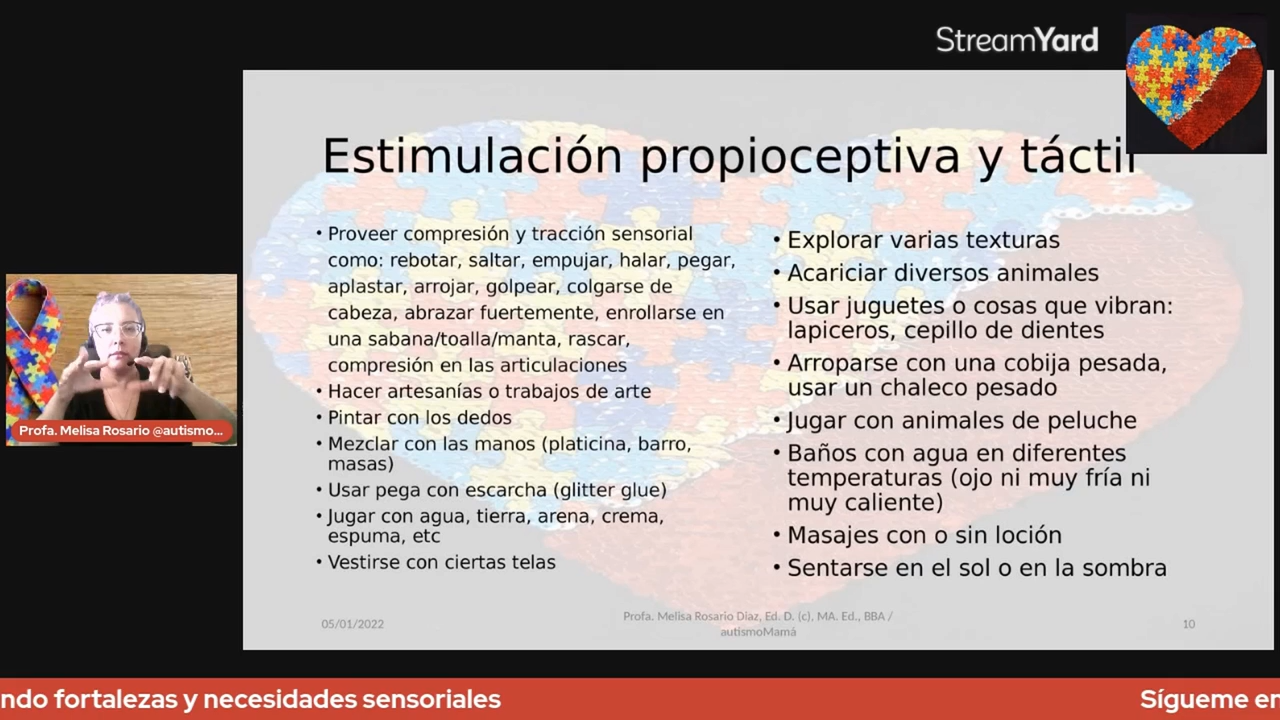 StreamYard
Estimulación propioceptiva y táctil
• Proveer compresión y tracción sensorial
como: rebotar, saltar, empujar, halar, pegar,
aplastar, arrojar, golpear, colgarse de
cabeza, abrazar fuertemente, enrollarse en
una sabana/toalla/manta, rascar,
compresión en las articulaciones
• Hacer artesanías o trabajos de arte
• Pintar con los dedos
• Mezclar con las manos (platicina, barro,
masas)
• Usar pega con escarcha (glitter glue)
• Jugar con agua, tierra, arena, crema,
espuma, etc
• Vestirse con ciertas telas
• Explorar varias texturas
• Acariciar diversos animales
• Usar juguetes o cosas que vibran:
lapiceros, cepillo de dientes
• Arroparse con una cobija pesada,
usar un chaleco pesado
• Jugar con animales de peluche
• Baños con agua en diferentes
temperaturas (ojo ni muy fría ni
muy caliente)
• Masajes con o sin loción
• Sentarse en el sol o en la sombra
05/01/2022
Profa. Melisa Rosario Diaz, Ed. D. (c), MA. Ed., BBA /
autismoMamá
10
Profa. Melisa Rosario @autismo...
ndo fortalezas y necesidades sensoriales
Sígueme en